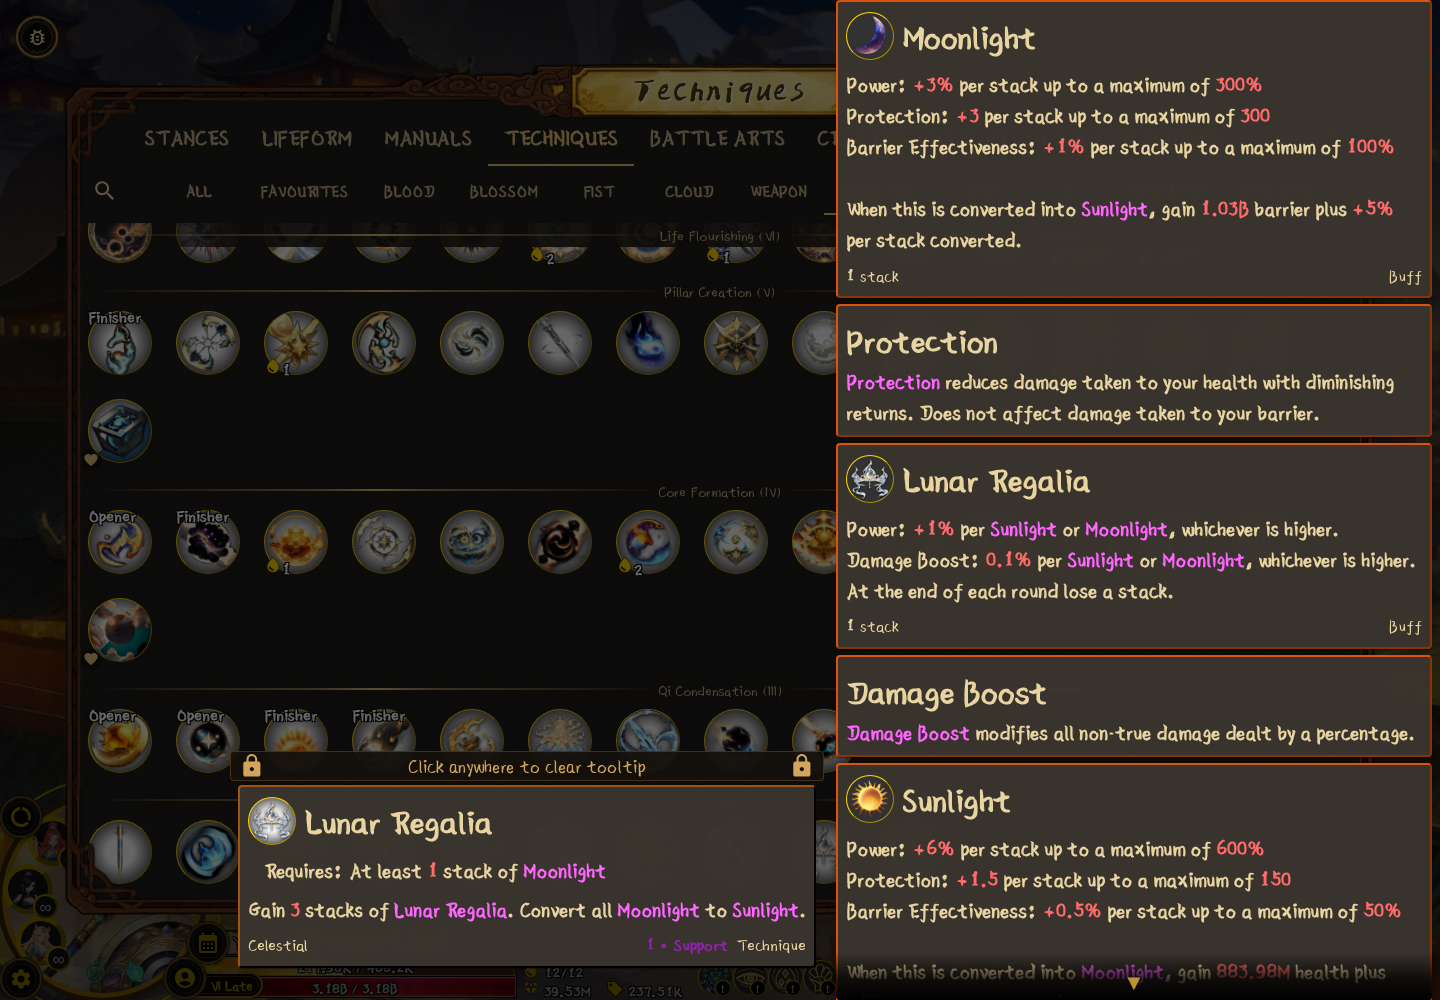 Techniques
STANCES LIFEFORM MANUALS TECHNIQUES BATTLE ARTS
ALL FAVOURITES BLOOD BLOSSOM FIST CLOUD WEAPON
Life Flourishing (VI)
2 1
Pillar Creation (V)
Finisher
1
Core Formation (IV)
Opener Finisher
1 2
Qi Condensation (III)
Opener Opener Finisher Finisher
Click anywhere to clear tooltip
Lunar Regalia
Requires: At least 1 stack of Moonlight
Gain 3 stacks of Lunar Regalia. Convert all Moonlight to Sunlight.
Celestial 1 • Support Technique
VI Late
3.18B / 3.18B
12/12
39.53M 237.51K
Moonlight
Power: +3% per stack up to a maximum of 300%
Protection: +3 per stack up to a maximum of 300
Barrier Effectiveness: +1% per stack up to a maximum of 100%
When this is converted into Sunlight, gain 1.03B barrier plus +5%
per stack converted.
1 stack Buff
Protection
Protection reduces damage taken to your health with diminishing
returns. Does not affect damage taken to your barrier.
Lunar Regalia
Power: +1% per Sunlight or Moonlight, whichever is higher.
Damage Boost: 0.1% per Sunlight or Moonlight, whichever is higher.
At the end of each round lose a stack.
1 stack Buff
Damage Boost
Damage Boost modifies all non-true damage dealt by a percentage.
Sunlight
Power: +6% per stack up to a maximum of 600%
Protection: +1.5 per stack up to a maximum of 150
Barrier Effectiveness: +0.5% per stack up to a maximum of 50%
When this is converted into Moonlight, gain 883.98M health plus